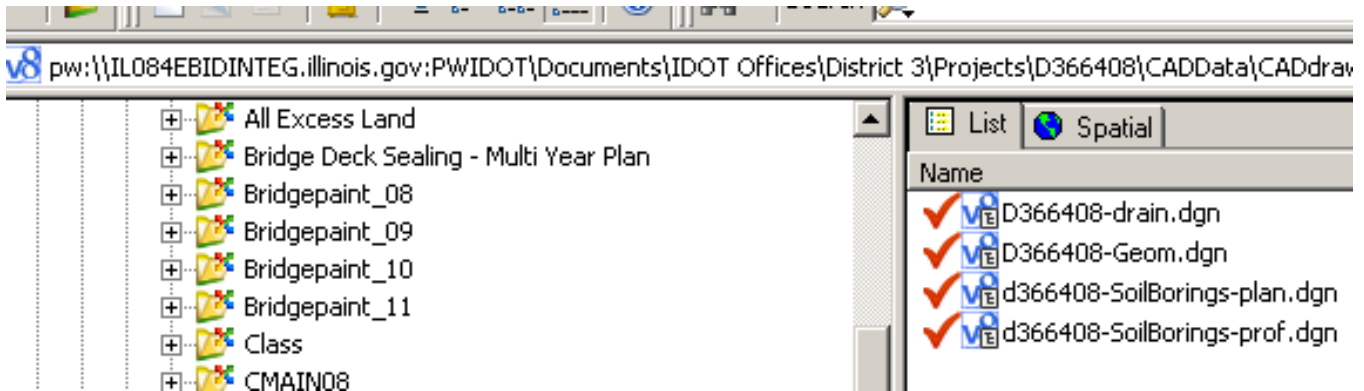 pw:\\IL084EBIDINTEG.illinois.gov:PWIDOT\Documents\IDOT Offices\District 3\Projects\D366408\CADData\CADdraw
All Excess Land
Bridge Deck Sealing - Multi Year Plan
Bridgepaint_08
Bridgepaint_09
Bridgepaint_10
Bridgepaint_11
Class
CMAIN08
List
Spatial
Name
D366408-drain.dgn
D366408-Geom.dgn
d366408-SoilBorings-plan.dgn
d366408-SoilBorings-prof.dgn